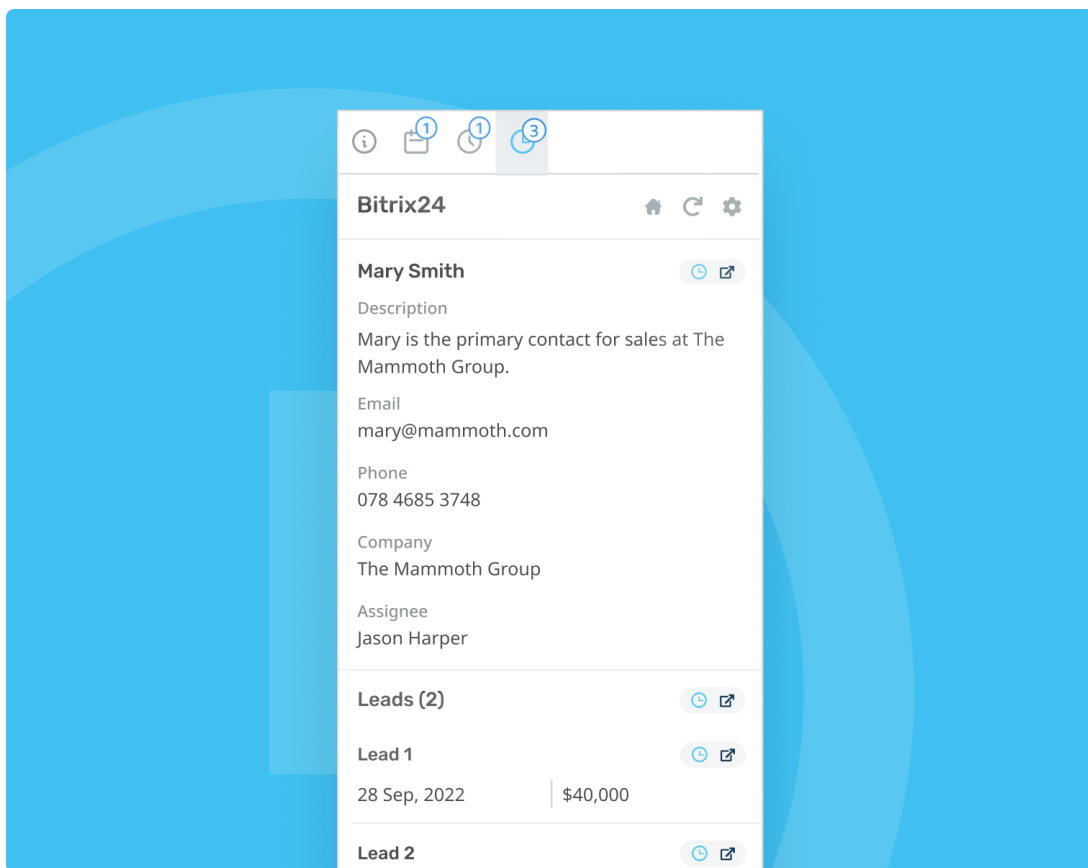 1
1
3
Bitrix24
Mary Smith
Description
Mary is the primary contact for sales at The
Mammoth Group.
Email
mary@mammoth.com
Phone
078 4685 3748
Company
The Mammoth Group
Assignee
Jason Harper
Leads (2)
Lead 1
28 Sep, 2022 $40,000
Lead 2